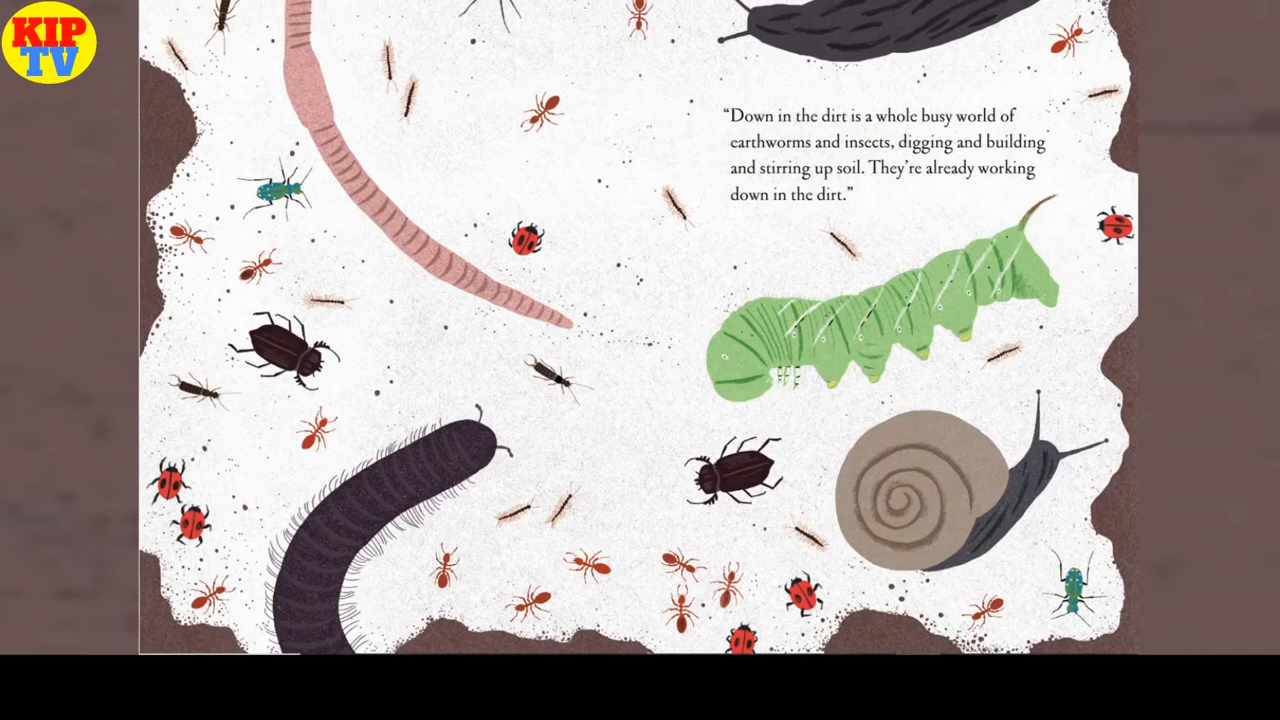 KIP
TV
“Down in the dirt is a whole busy world of
earthworms and insects, digging and building
and stirring up soil. They’re already working
down in the dirt.”